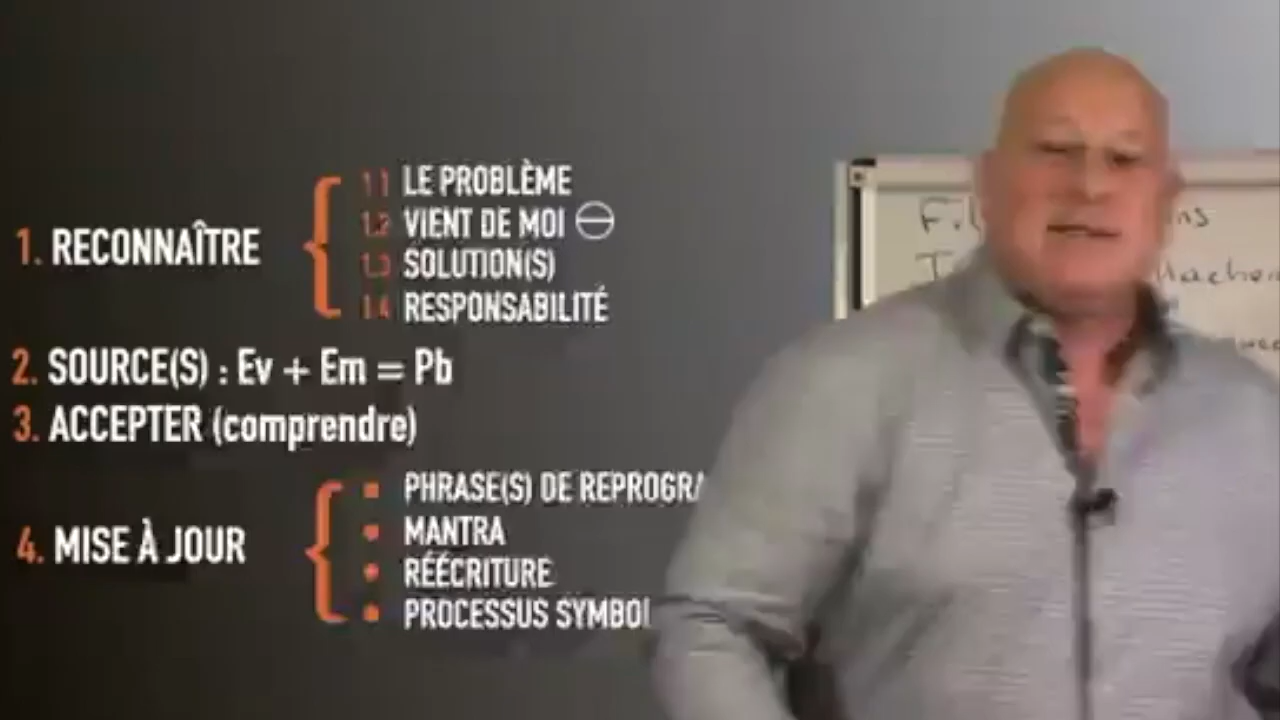 1. RECONNAÎTRE
1.1 LE PROBLÈME
1.2 VIENT DE MOI ⊖
1.3 SOLUTION(S)
1.4 RESPONSABILITÉ
2. SOURCE(S) : Ev + Em = Pb
3. ACCEPTER (comprendre)
4. MISE À JOUR
▪ PHRASE(S) DE REPROGRA
▪ MANTRA
▪ RÉÉCRITURE
▪ PROCESSUS SYMBOL